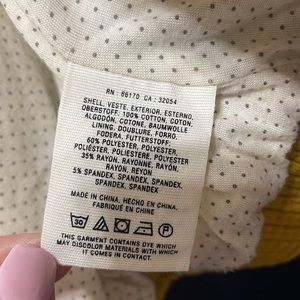 RN : 66170 CA : 32054
SHELL, VESTE, EXTERIOR, ESTERNO,
ÜBERSTOFF: 100% COTTON, COTON,
ALGODÓN, COTONE, BAUMWOLLE
LINING, DOUBLURE, FORRO,
FODERA, FUTTERSTOFF:
60% POLYESTER, POLYESTER,
POLIÉSTER, POLIESTERE, POLYESTER
35% RAYON, RAYONNE, RAYÓN,
RAYON, REYON
5% SPANDEX, SPANDEX, SPANDEX,
SPANDEX, SPANDEX
MADE IN CHINA, HECHO EN CHINA,
FABRIQUÉ EN CHINE
30
THIS GARMENT CONTAINS DYE WHICH
MAY DISCOLOR MATERIALS WITH WHICH
IT COMES IN CONTACT.